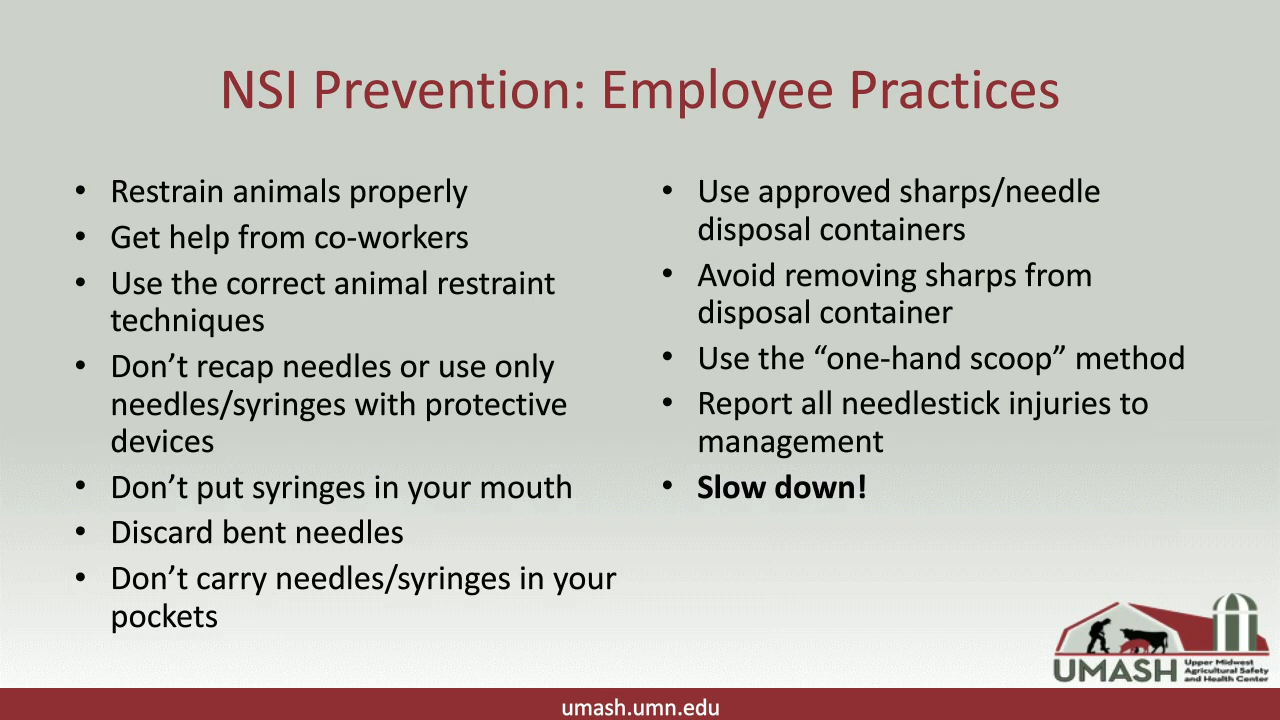 NSI Prevention: Employee Practices
• Restrain animals properly
• Get help from co-workers
• Use the correct animal restraint
techniques
• Don’t recap needles or use only
needles/syringes with protective
devices
• Don’t put syringes in your mouth
• Discard bent needles
• Don’t carry needles/syringes in your
pockets
• Use approved sharps/needle
disposal containers
• Avoid removing sharps from
disposal container
• Use the “one-hand scoop” method
• Report all needlestick injuries to
management
• Slow down!
UMASH
Upper Midwest
Agricultural Safety
and Health Center
umash.umn.edu